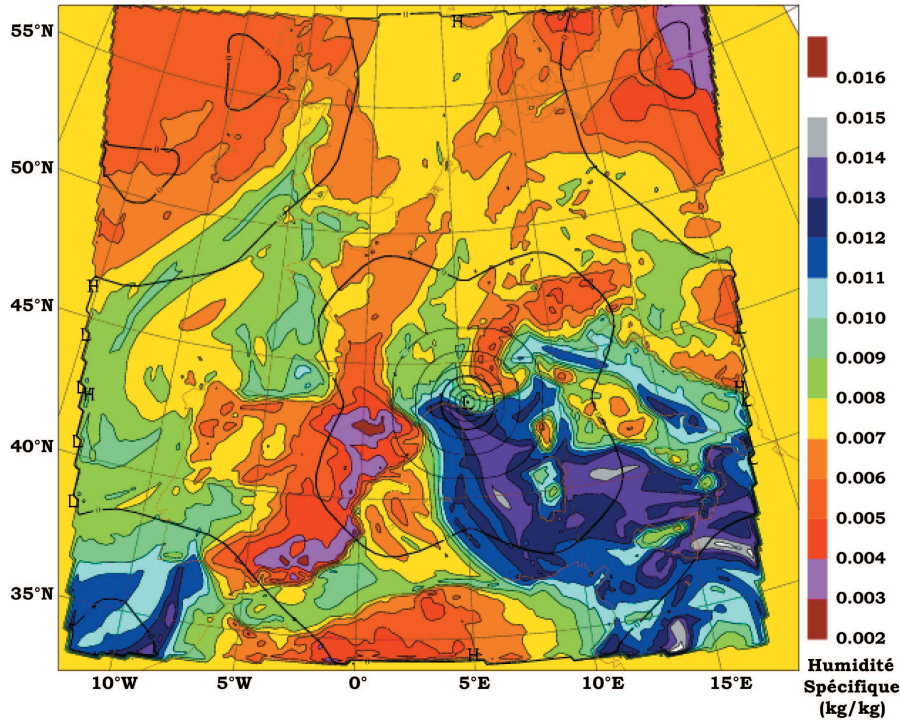 55°N
50°N
45°N
40°N
35°N
10°W
5°W
0°
5°E
10°E
15°E
H
H
H
H
H
D
D
D
D
L
L
L
0.016
0.015
0.014
0.013
0.012
0.011
0.010
0.009
0.008
0.007
0.006
0.005
0.004
0.003
0.002
Humidité
Spécifique
(kg/kg)